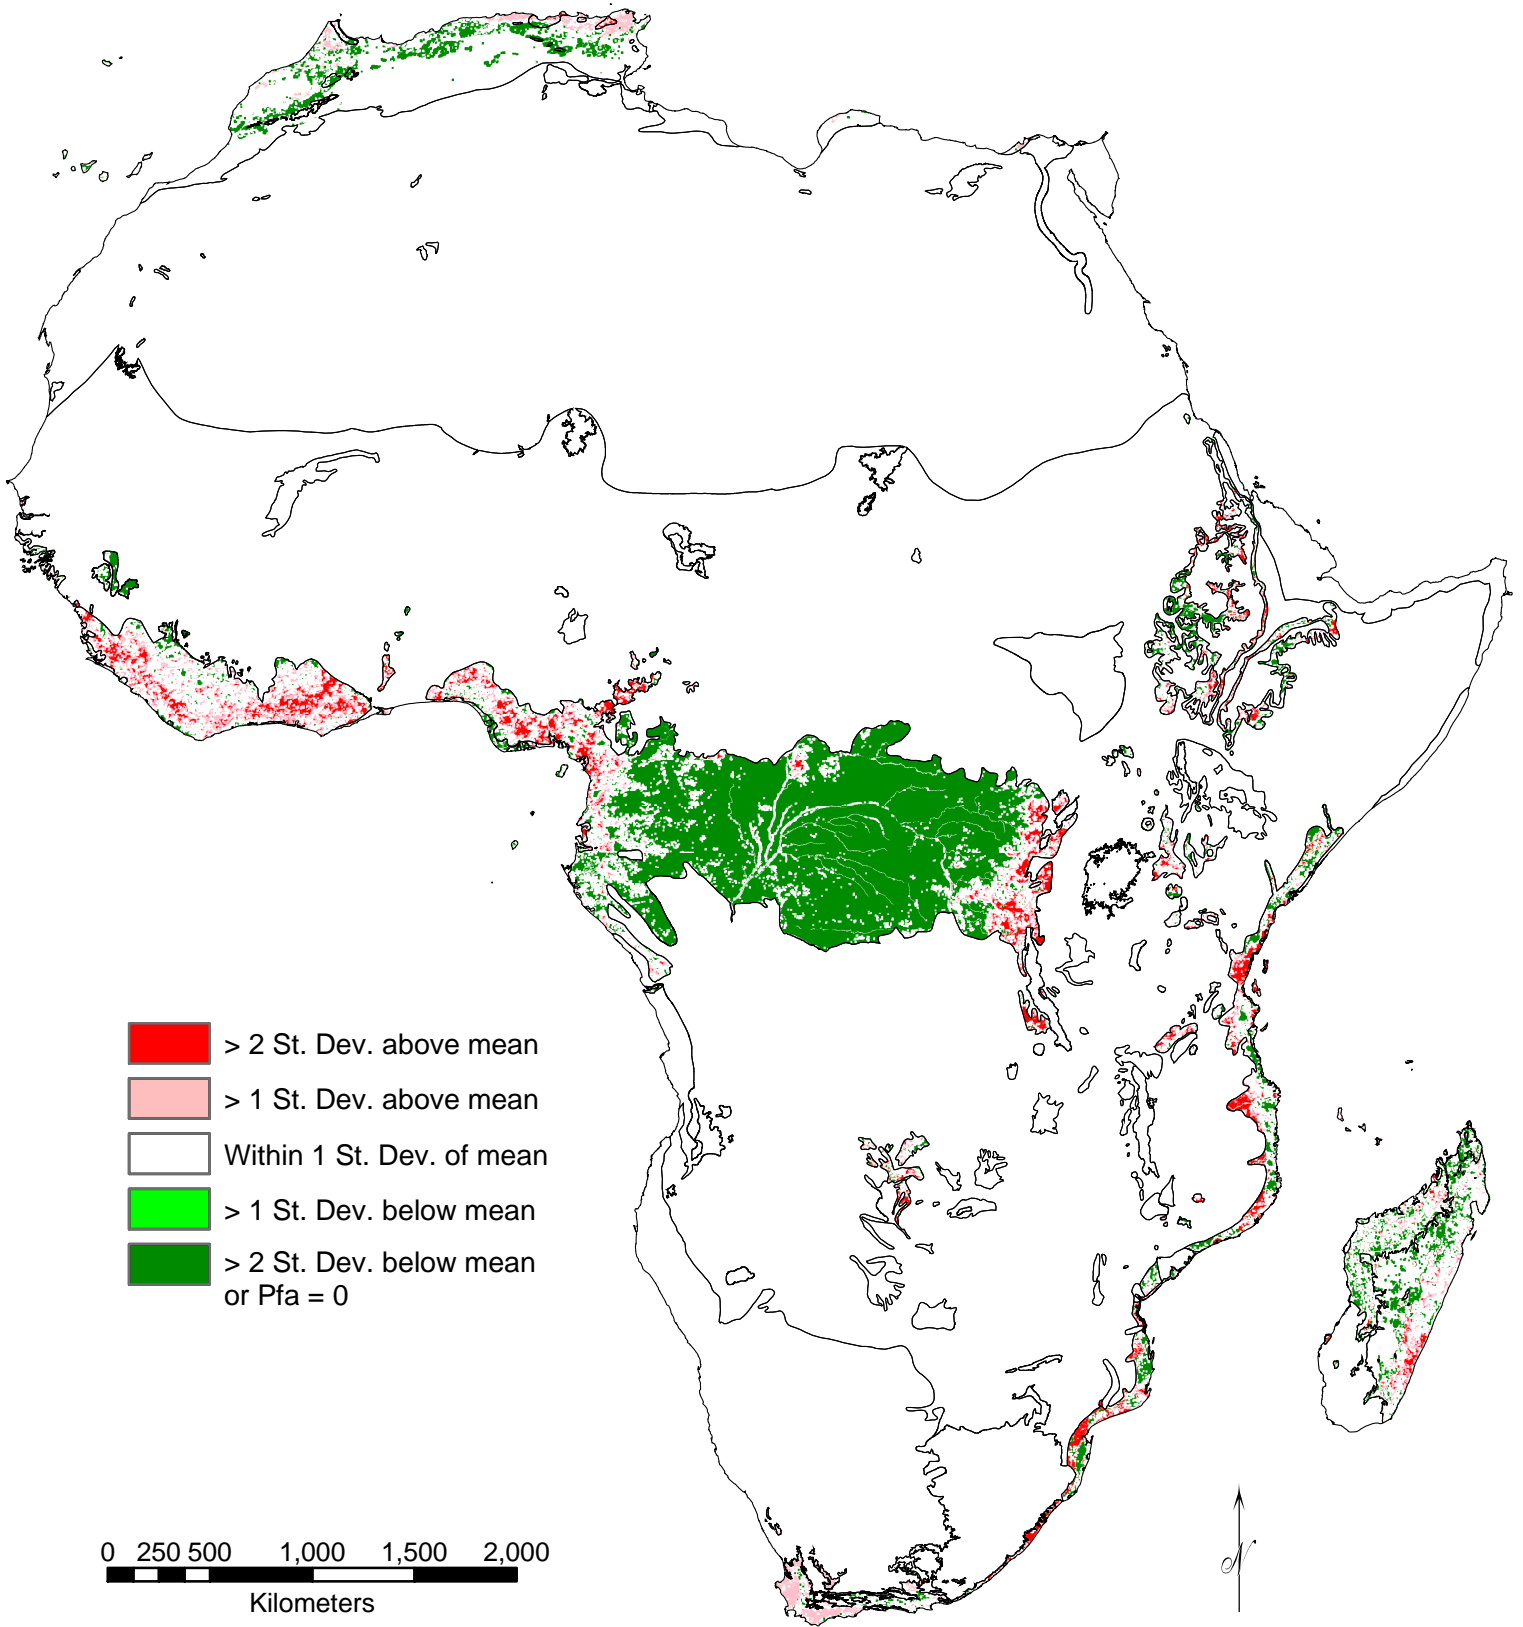 > 2 St. Dev. above mean
> 1 St. Dev. above mean
Within 1 St. Dev. of mean
> 1 St. Dev. below mean
> 2 St. Dev. below mean
or Pfa = 0
0 250 500 1,000 1,500 2,000
Kilometers
N